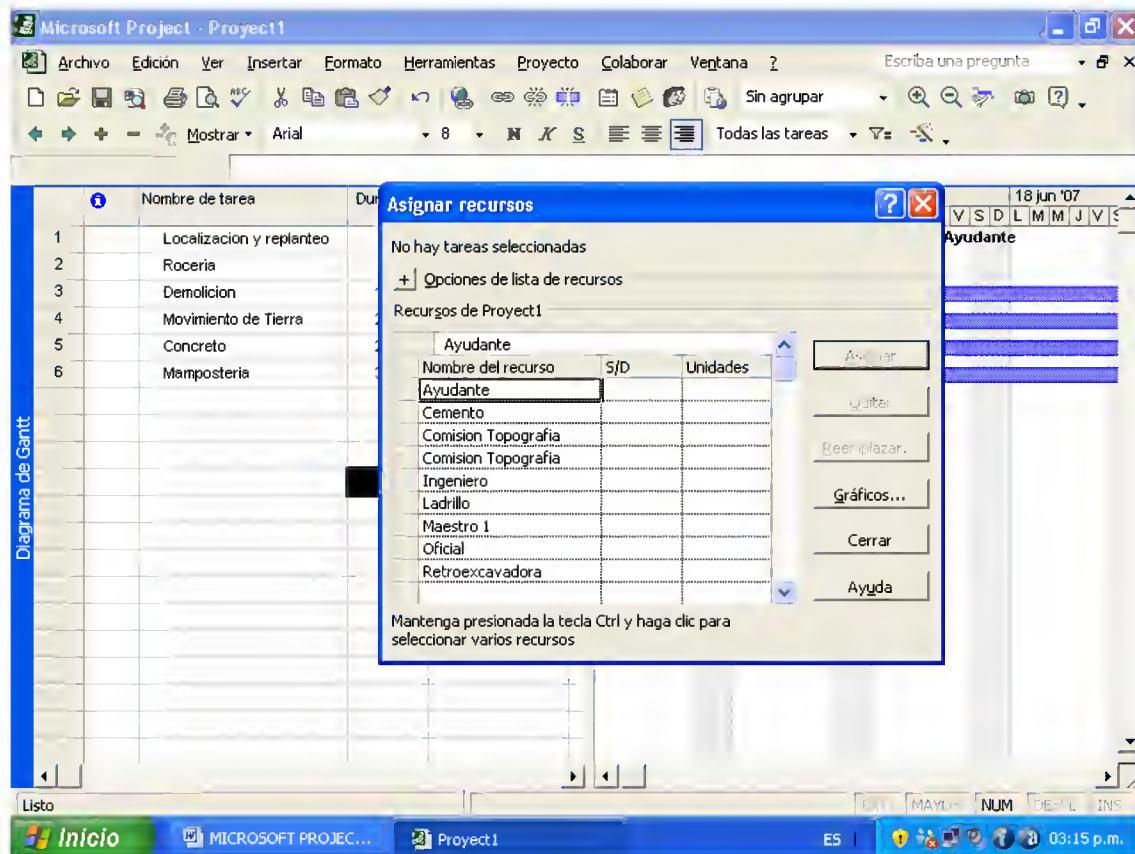 Microsoft Project - Proyect1
Archivo Edición Ver Insertar Formato Herramientas Proyecto Colaborar Ventana ? Escriba una pregunta
Sin agrupar
Mostrar Arial 8 N K S Todas las tareas
Nombre de tarea Dur
18 jun '07
V S D L M M J V S
1 Localizacion y replanteo
2 Roceria
3 Demolicion
4 Movimiento de Tierra
5 Concreto
6 Mamposteria
Ayudante
Diagrama de Gantt
Asignar recursos
No hay tareas seleccionadas
+ Opciones de lista de recursos
Recursos de Proyect1
Ayudante
Nombre del recurso S/D Unidades
Ayudante
Cemento
Comision Topografia
Comision Topografia
Ingeniero
Ladrillo
Maestro 1
Oficial
Retroexcavadora
Asignar
Quitar
Reemplazar.
Gráficos...
Cerrar
Ayuda
Mantenga presionada la tecla Ctrl y haga clic para
seleccionar varios recursos
Listo
NUM INS
Inicio MICROSOFT PROJEC... Proyect1 ES 03:15 p.m.